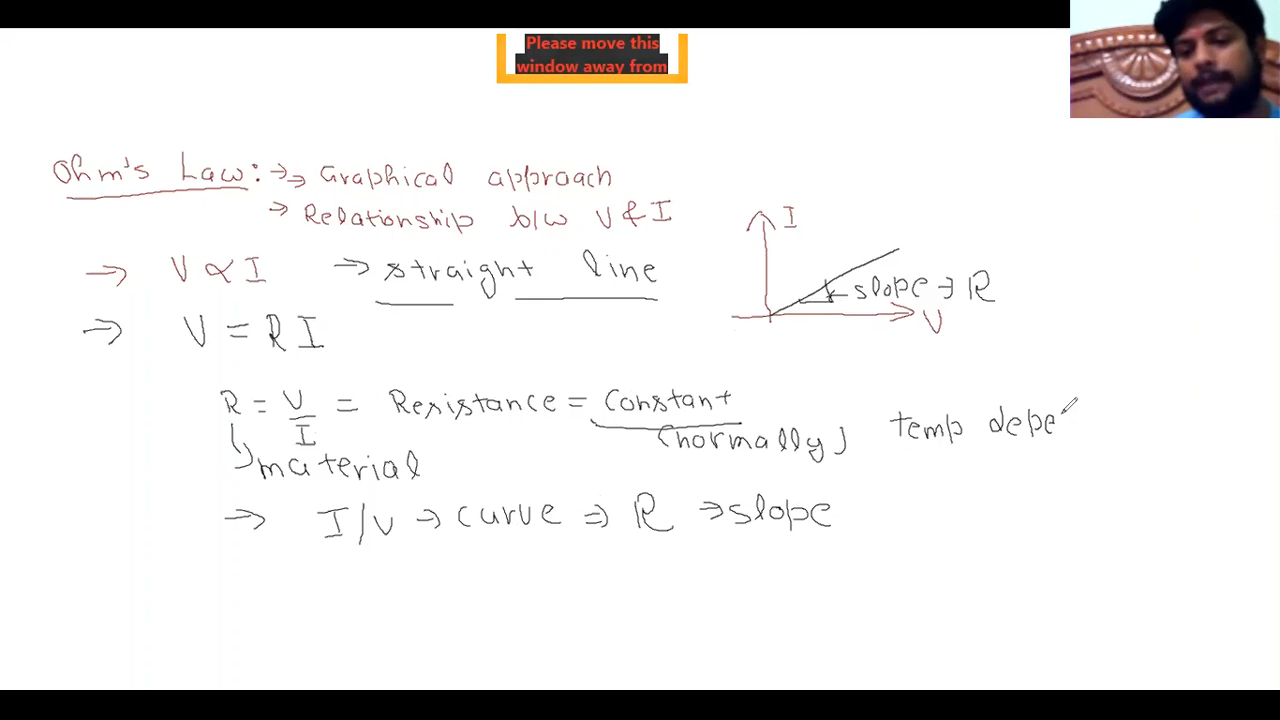 Please move this
window away from
Ohm's Law: →→ Graphical approach
→ Relationship b/w V & I
→ V ∝ I → straight line
I
slope → R
V
→ V = R I
R = V/I = Resistance = Constant
(normally) temp depe
↳ material
→ I/V → curve ⇒ R → slope